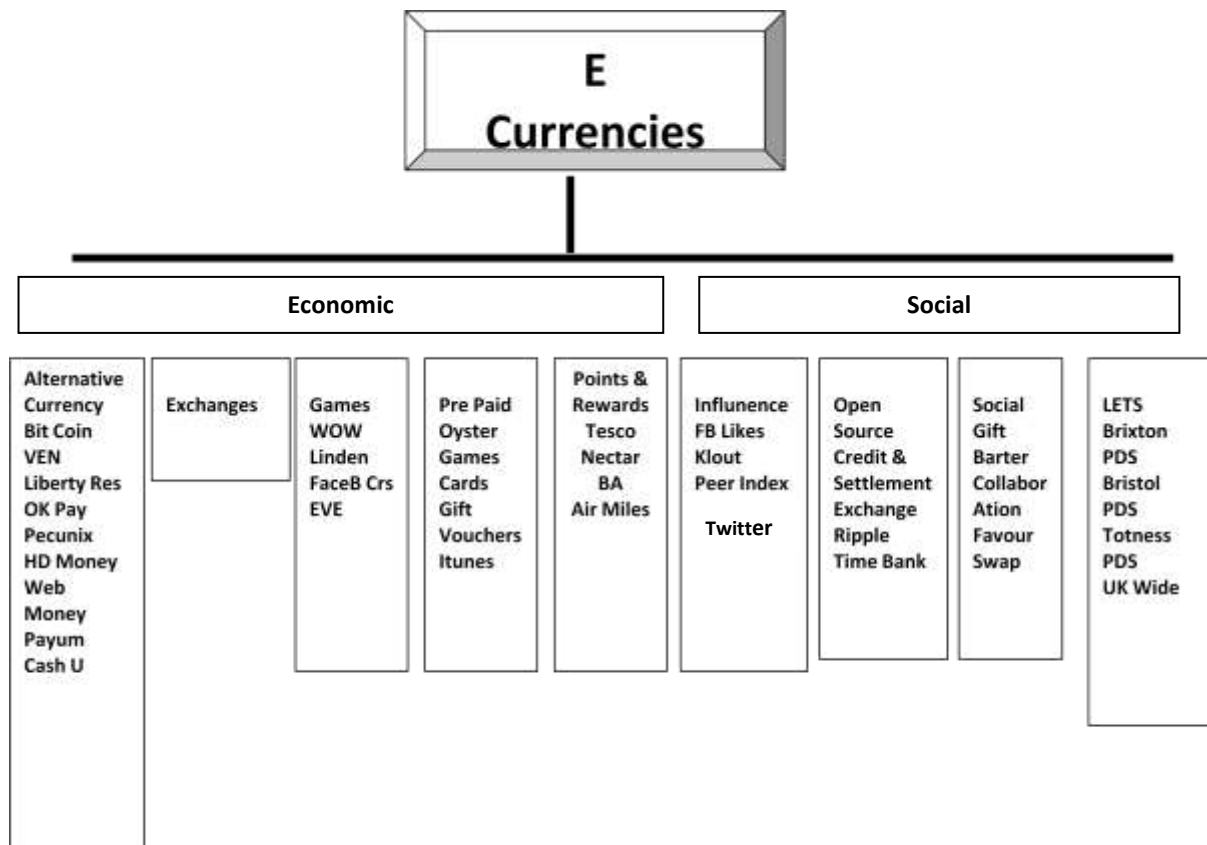 E
Currencies
Economic
Social
Alternative
Currency
Bit Coin
VEN
Liberty Res
OK Pay
Pecunix
HD Money
Web
Money
Payum
Cash U
Exchanges
Games
WOW
Linden
FaceB Crs
EVE
Pre Paid
Oyster
Games
Cards
Gift
Vouchers
Itunes
Points &
Rewards
Tesco
Nectar
BA
Air Miles
Influnence
FB Likes
Klout
Peer Index
Twitter
Open
Source
Credit &
Settlement
Exchange
Ripple
Time Bank
Social
Gift
Barter
Collabor
Ation
Favour
Swap
LETS
Brixton
PDS
Bristol
PDS
Totness
PDS
UK Wide